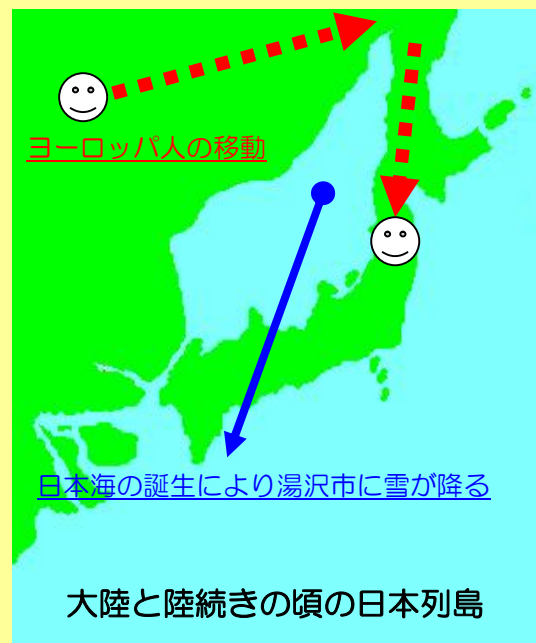 ヨーロッパ人の移動
日本海の誕生により湯沢市に雪が降る
大陸と陸続きの頃の日本列島